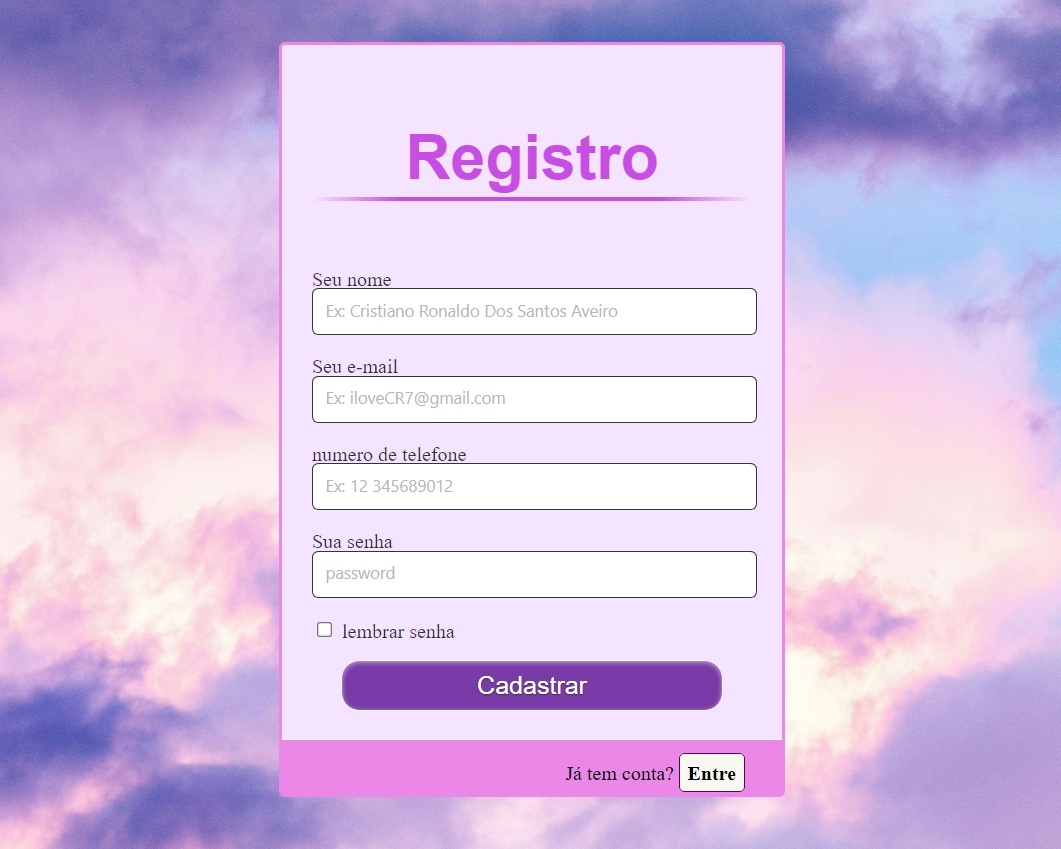 Registro
Seu nome
Ex: Cristiano Ronaldo Dos Santos Aveiro
Seu e-mail
Ex: iloveCR7@gmail.com
numero de telefone
Ex: 12 345689012
Sua senha
password
lembrar senha
Cadastrar
Já tem conta? Entre